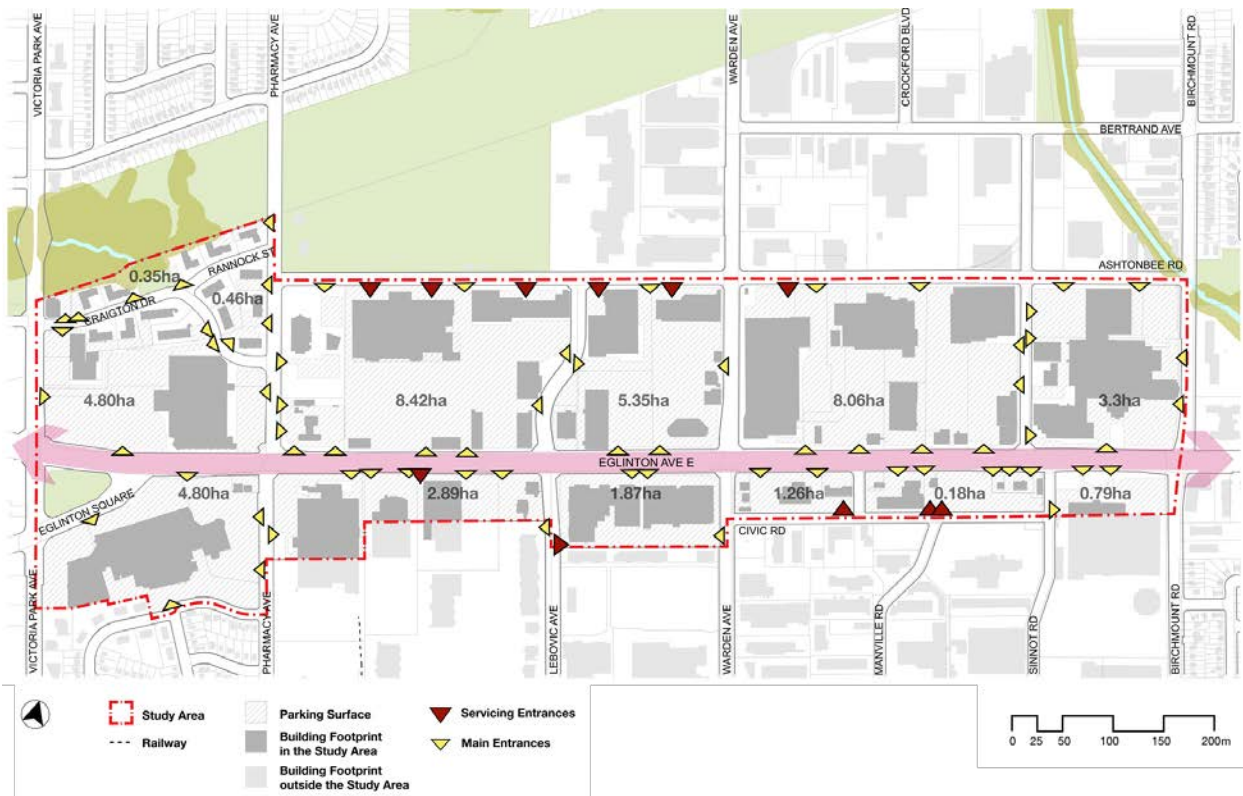 VICTORIA PARK AVE
PHARMACY AVE
WARDEN AVE
CROCKFORD BLVD
BIRCHMOUNT RD
BERTRAND AVE
ASHTONBEE RD
RANNOCK ST
0.35ha
CRAIGTON DR
0.46ha
4.80ha
8.42ha
5.35ha
8.06ha
3.3ha
EGLINTON AVE E
EGLINTON SQUARE
4.80ha
2.89ha
1.87ha
1.26ha
0.18ha
0.79ha
CIVIC RD
VICTORIA PARK AVE
PHARMACY AVE
LEBOVIC AVE
WARDEN AVE
MANVILLE RD
SINNOT RD
BIRCHMOUNT RD
Study Area
Railway
Parking Surface
Building Footprint
in the Study Area
Building Footprint
outside the Study Area
Servicing Entrances
Main Entrances
0 25 50 100 150 200m